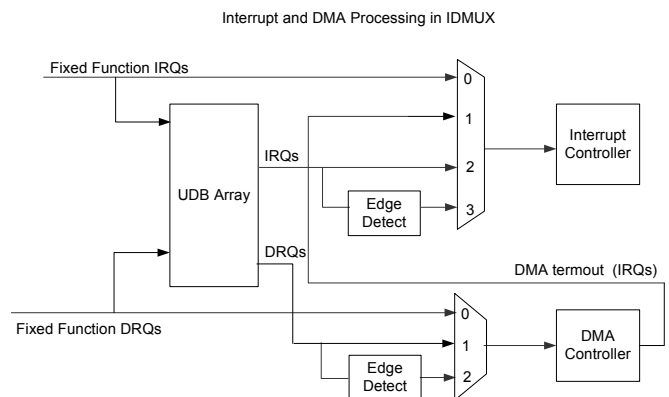 Interrupt and DMA Processing in IDMUX
Fixed Function IRQs
0
1
2
3
Interrupt
Controller
UDB Array
IRQs
Edge
Detect
DRQs
DMA termout (IRQs)
Fixed Function DRQs
0
1
2
DMA
Controller
Edge
Detect